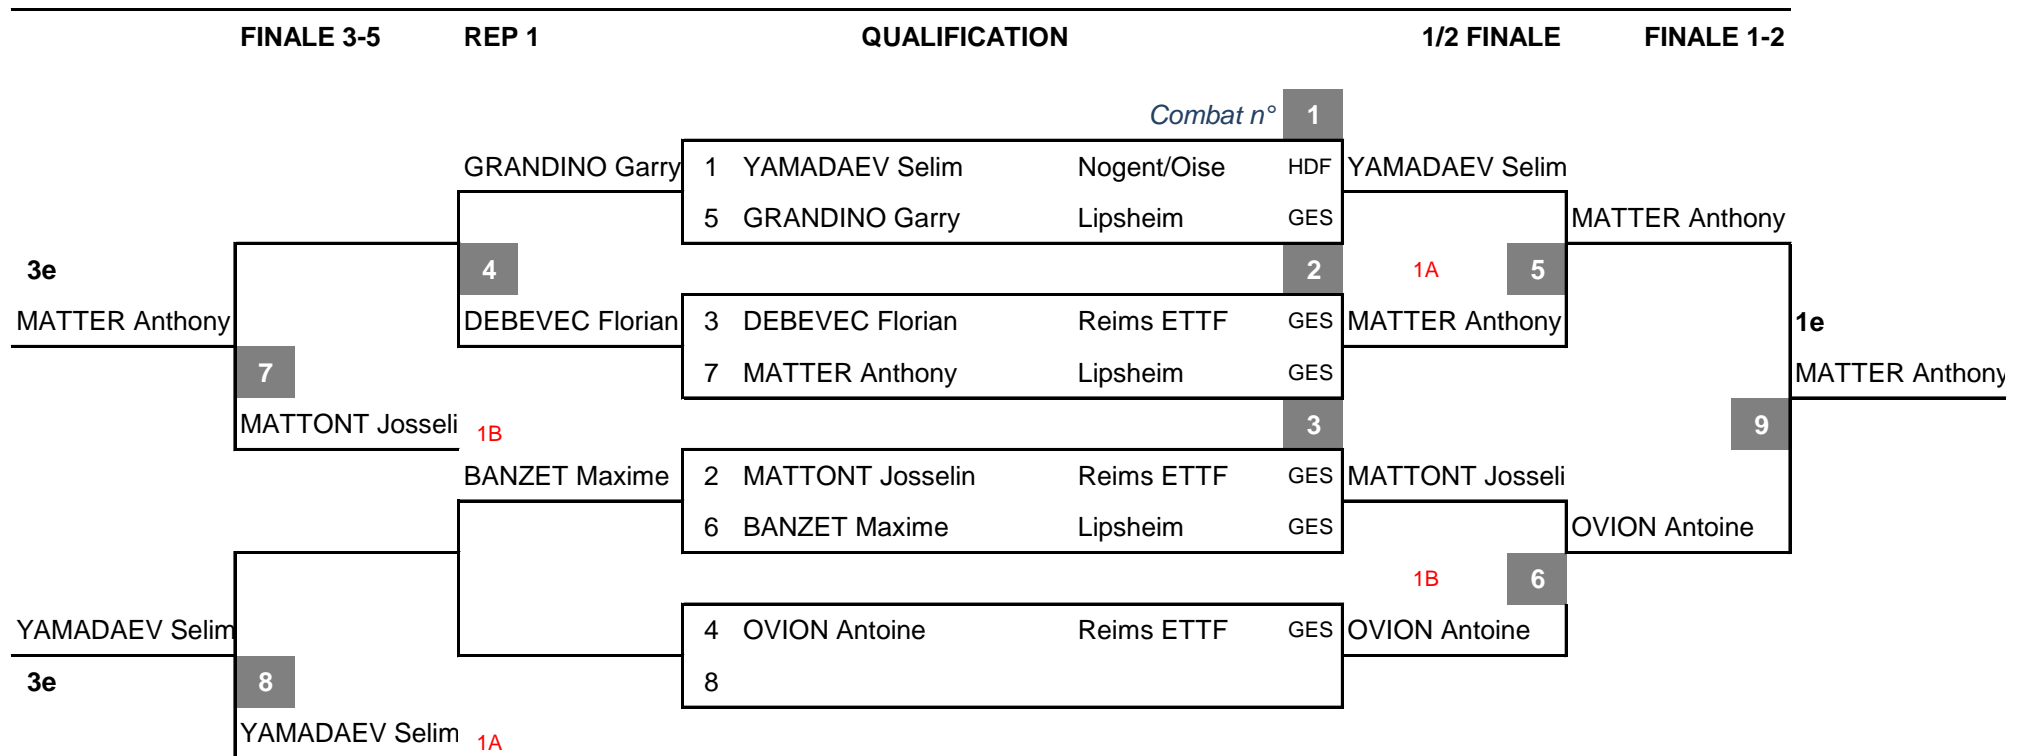 FINALE 3-5 REP 1 QUALIFICATION 1/2 FINALE FINALE 1-2
Combat n° 1
GRANDINO Garry 1 YAMADAEV Selim Nogent/Oise HDF YAMADAEV Selim
5 GRANDINO Garry Lipsheim GES MATTER Anthony
3e 4 2 1A 5
MATTER Anthony DEBEVEC Florian 3 DEBEVEC Florian Reims ETTF GES MATTER Anthony 1e
7 7 MATTER Anthony Lipsheim GES MATTER Anthony
MATTONT Josseli 1B 3 9
BANZET Maxime 2 MATTONT Josselin Reims ETTF GES MATTONT Josseli
6 BANZET Maxime Lipsheim GES OVION Antoine
1B 6
YAMADAEV Selim 4 OVION Antoine Reims ETTF GES OVION Antoine
3e 8 8
YAMADAEV Selim 1A